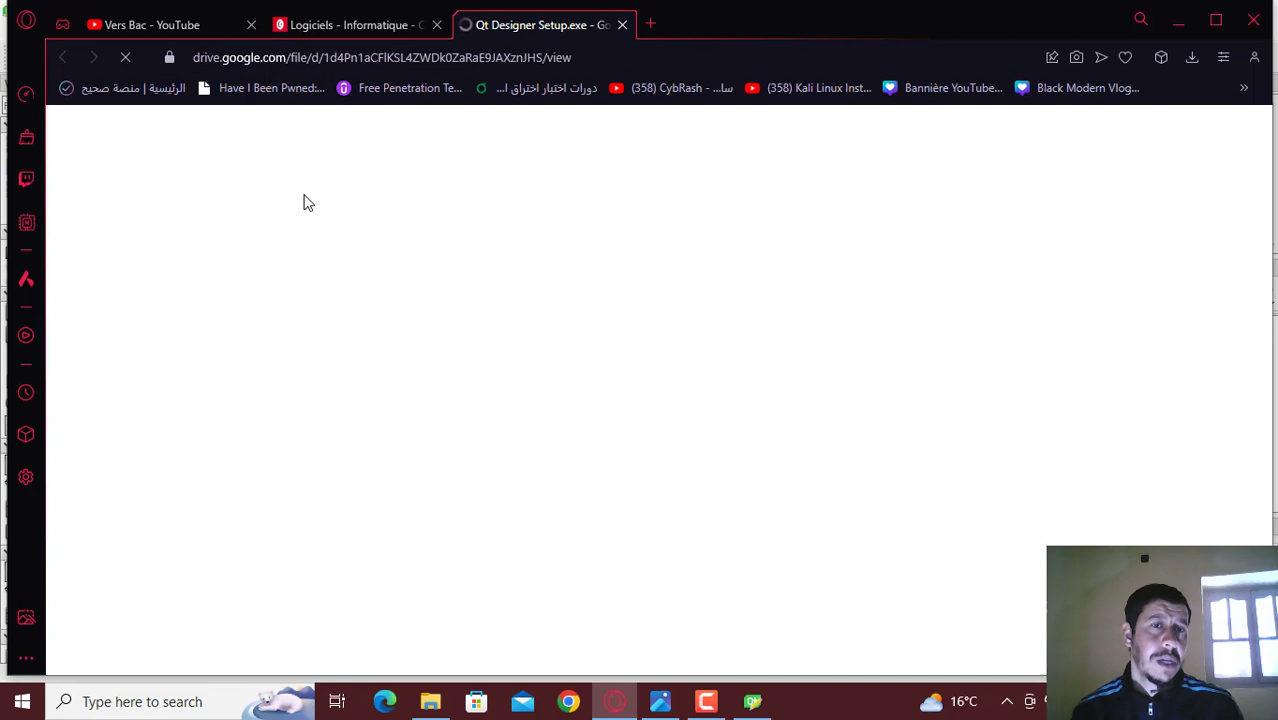 Vers Bac - YouTube
Logiciels - Informatique - C
Qt Designer Setup.exe - Go
drive.google.com/file/d/1d4Pn1aCFlKSL4ZWDk0ZaRaE9JAXznJHS/view
الرئيسية | منصة صحيح
Have I Been Pwned:...
Free Penetration Te...
دورات اختبار اختراق ا...
(358) CybRash - سا...
(358) Kali Linux Inst...
Bannière YouTube...
Black Modern Vlog...
Type here to search
16°C